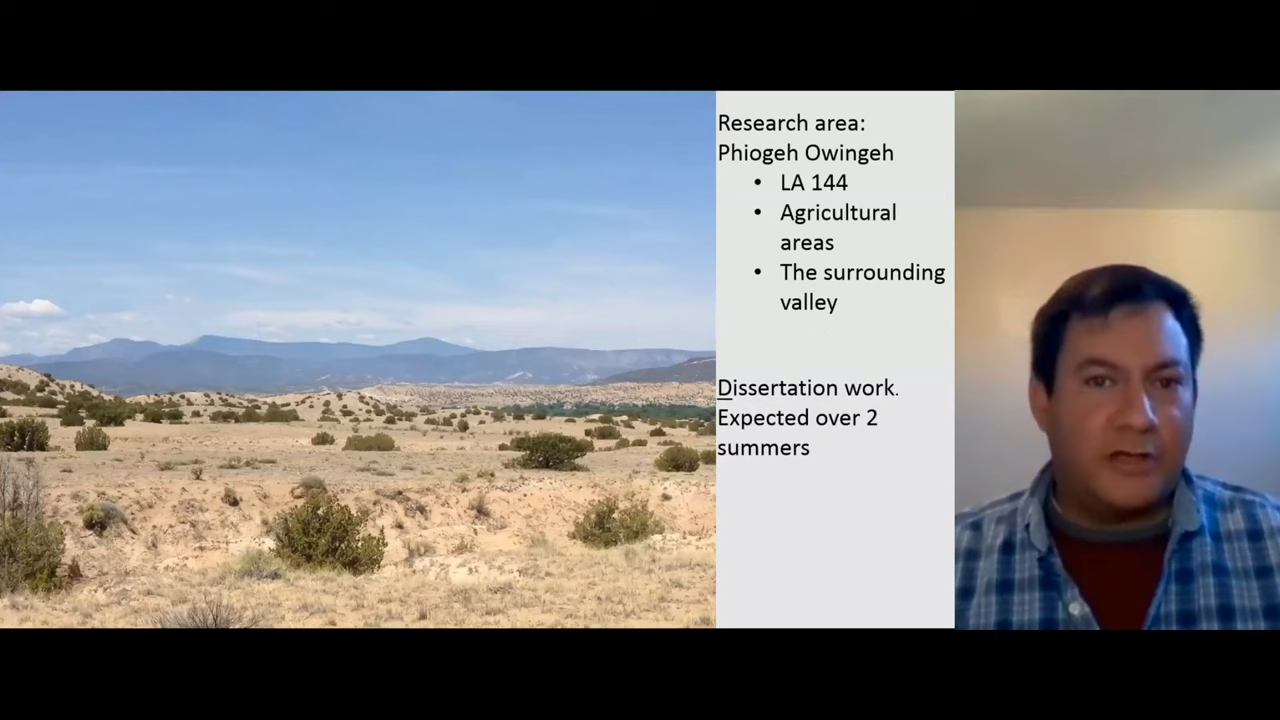 Research area:
Phiogeh Owingeh
• LA 144
• Agricultural
areas
• The surrounding
valley
Dissertation work.
Expected over 2
summers